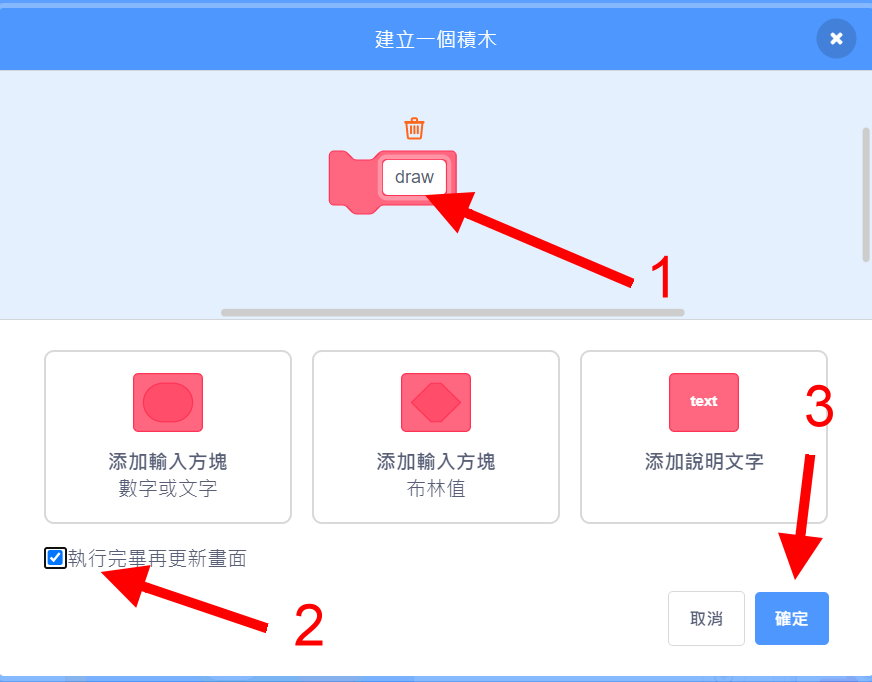 建立一個積木
draw
1
text
3
添加輸入方塊
數字或文字
添加輸入方塊
布林值
添加說明文字
執行完畢再更新畫面
2
取消
確定